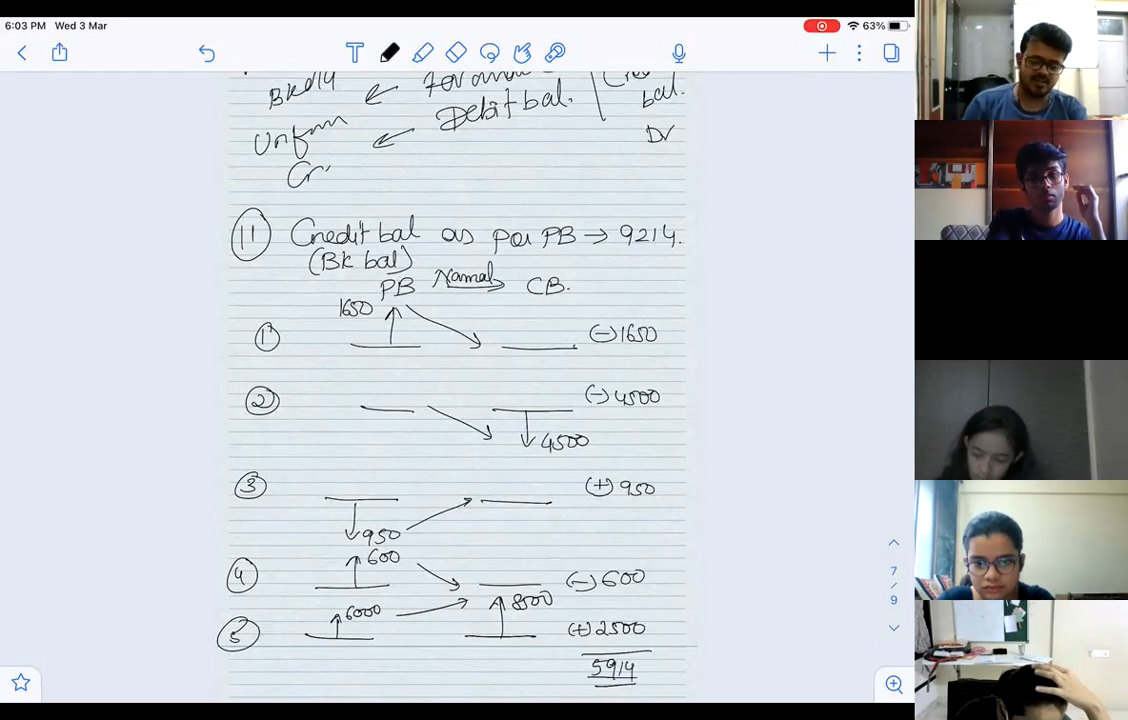 6:03 PM Wed 3 Mar
63%
T
Debit bal.
bal.
Dr
Cr
11 Credit bal as per PB → 9214.
(Bk bal)
PB Normal CB.
1650
1 (-) 1650
2 (-) 4500
4500
3 (+) 950
950
600
4 (-) 600
6000 8500
5 (+) 2500
5914
7
/
9